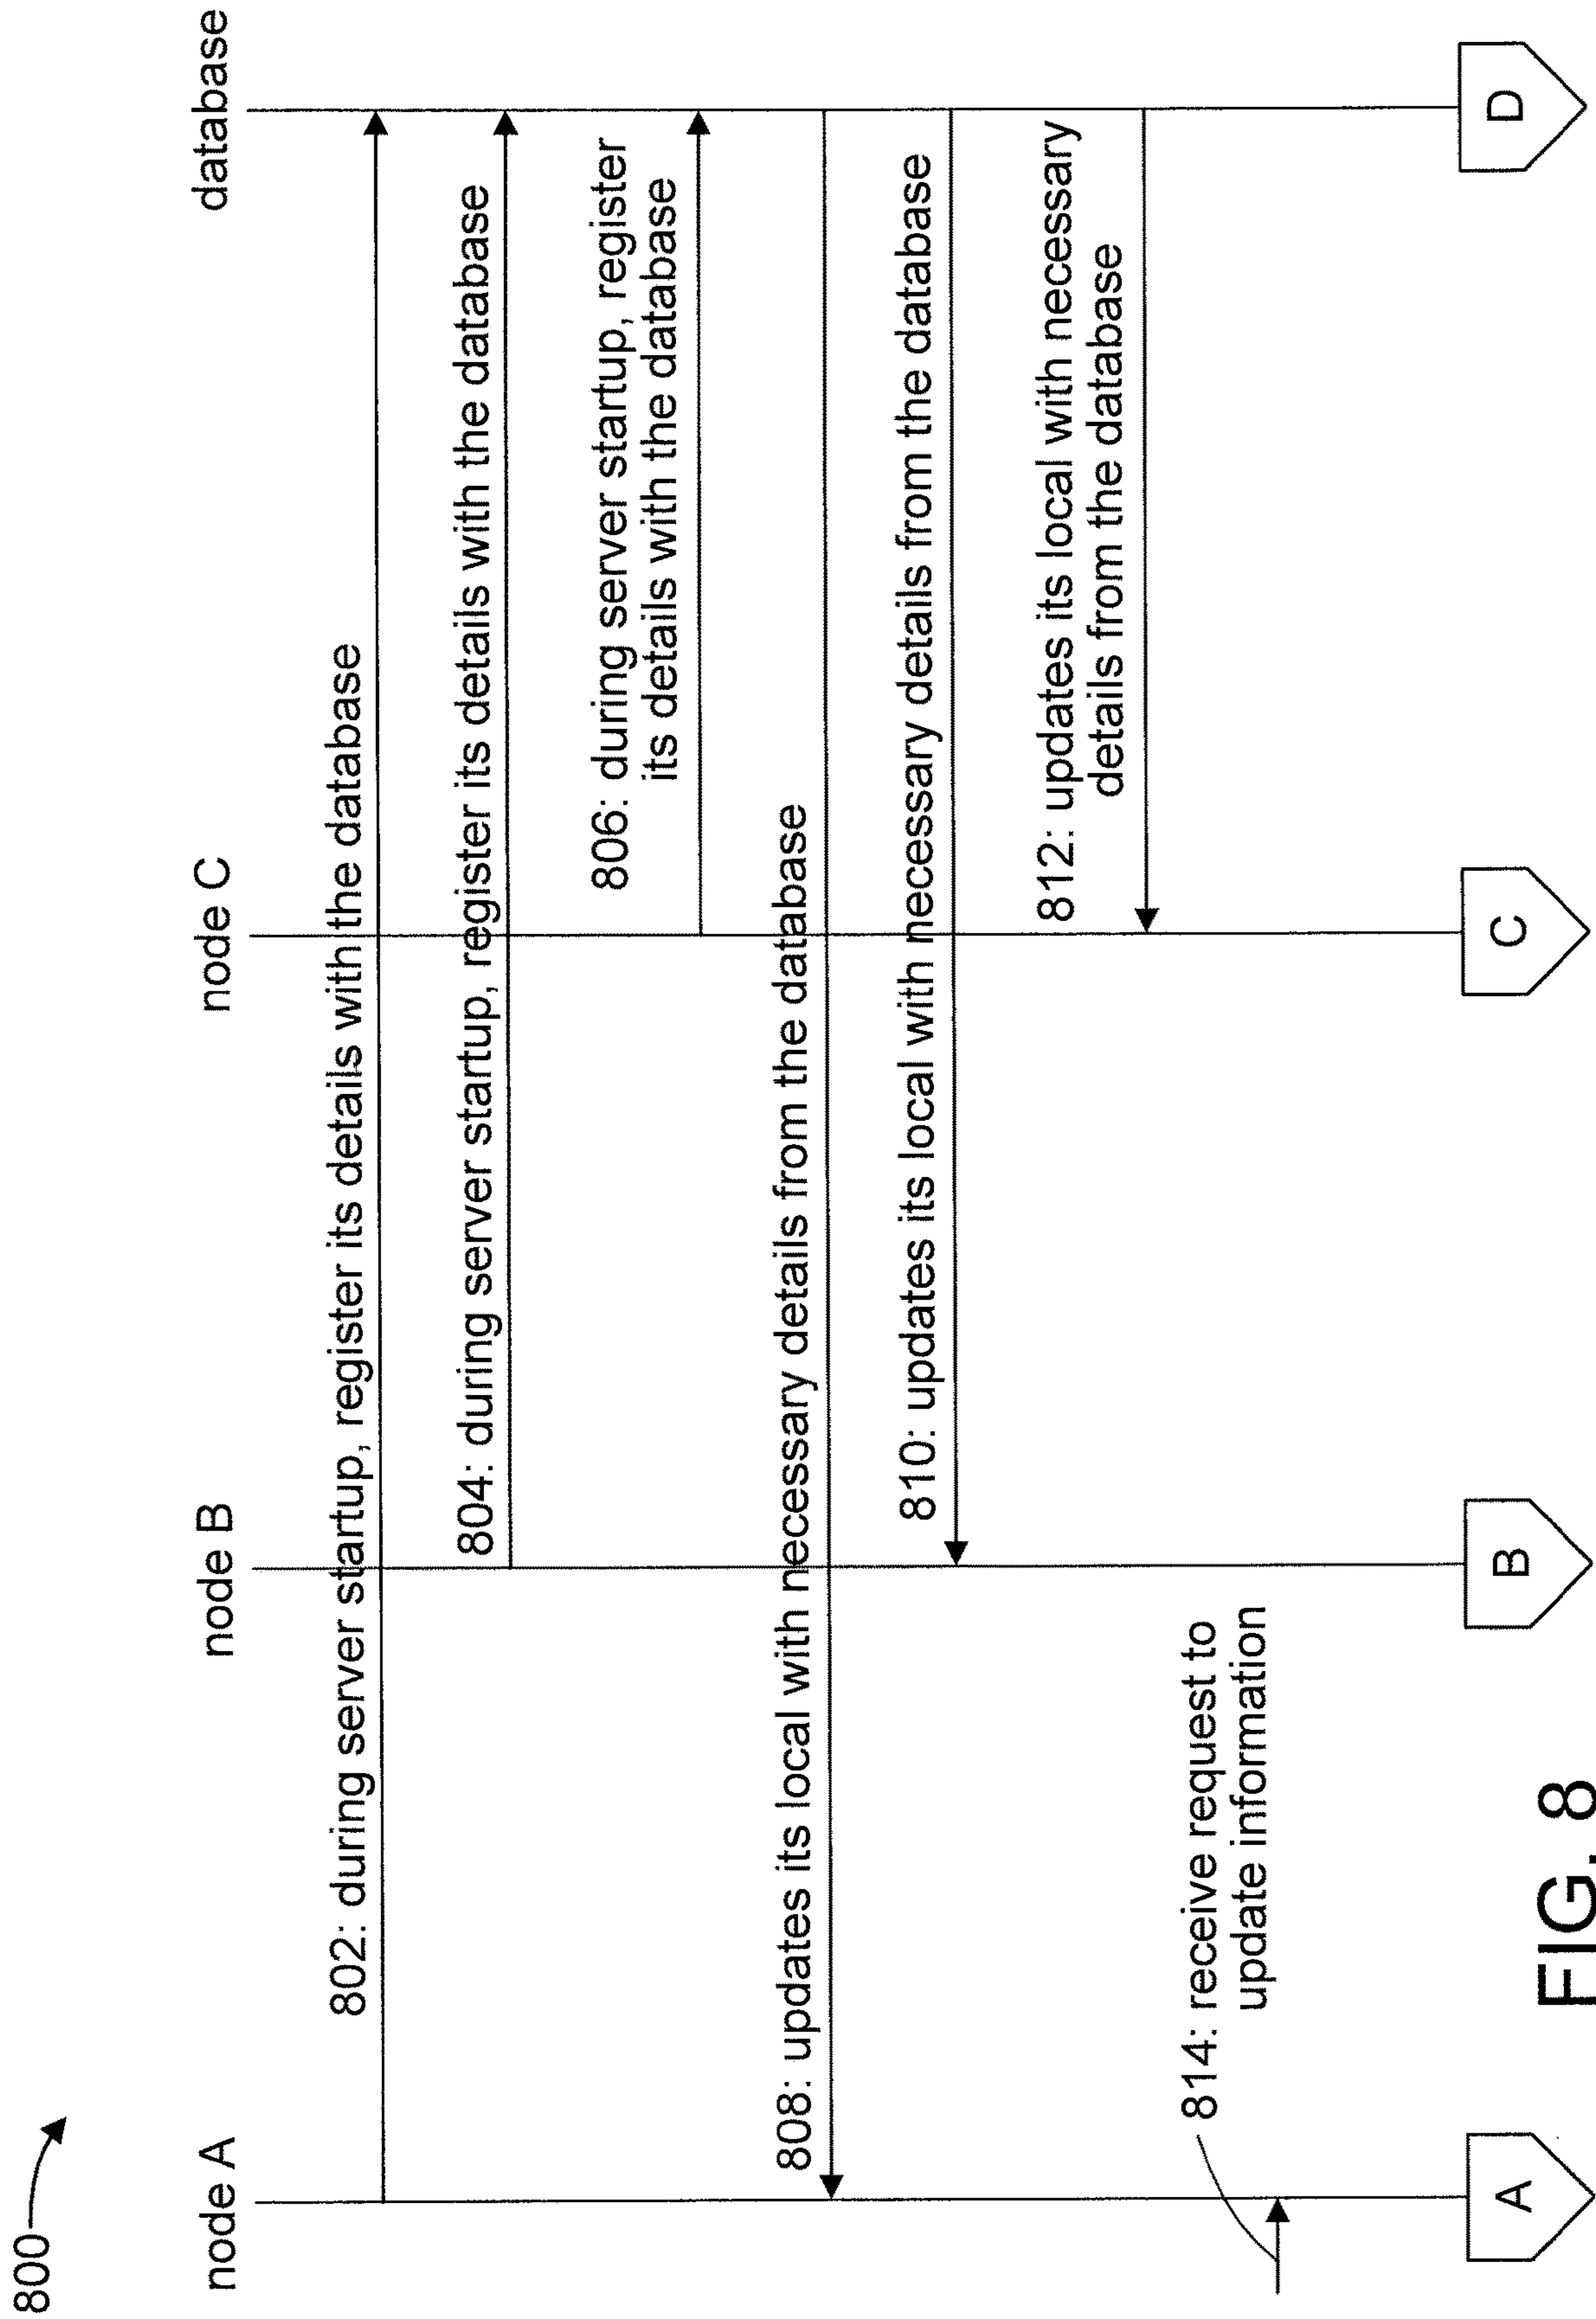 800
node A
node B
node C
database
802: during server startup, register its details with the database
804: during server startup, register its details with the database
806: during server startup, register
its details with the database
808: updates its local with necessary details from the database
810: updates its local with necessary details from the database
812: updates its local with necessary
details from the database
814: receive request to
update information
A
B
C
D
FIG. 8